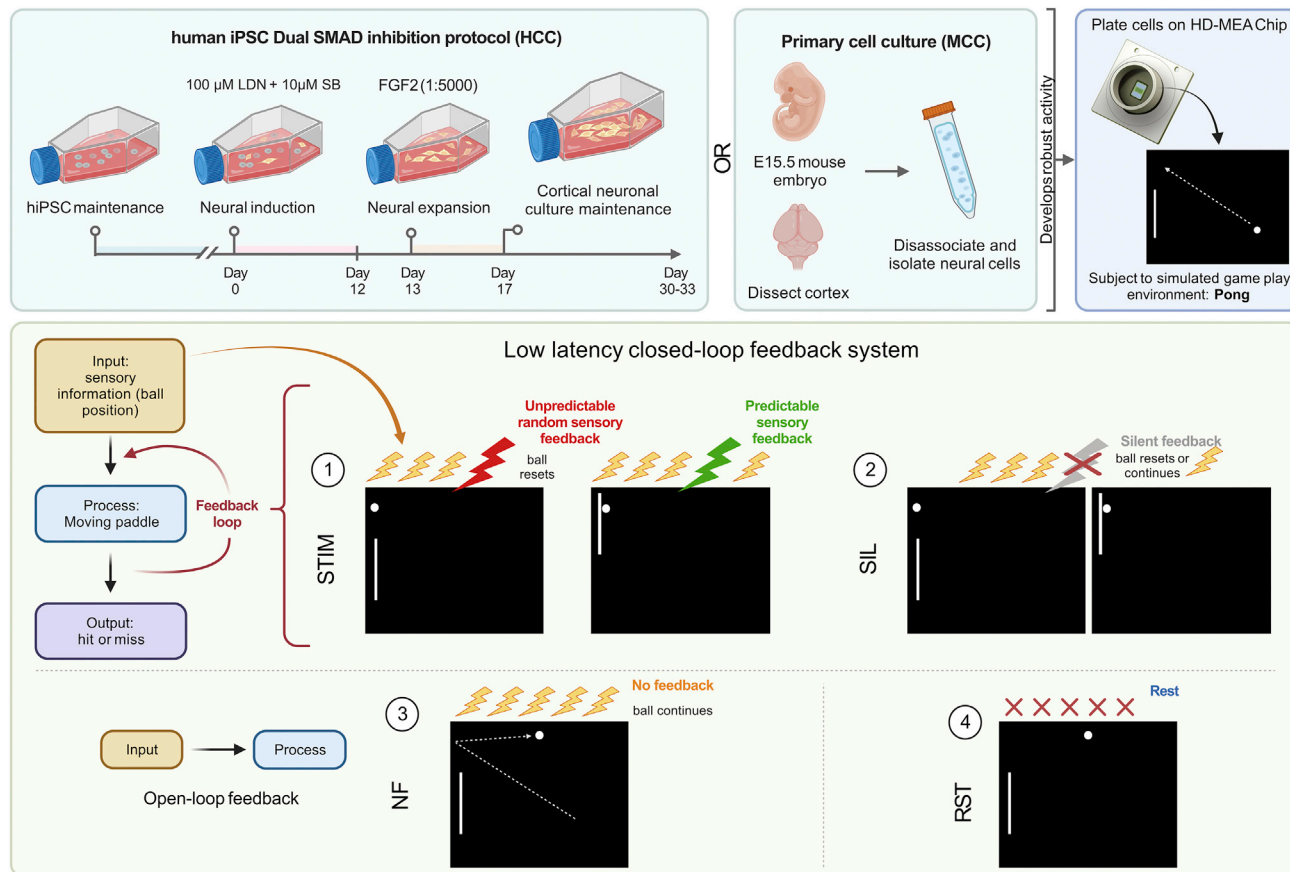 human iPSC Dual SMAD inhibition protocol (HCC)
100 µM LDN + 10µM SB
FGF2 (1:5000)
hiPSC maintenance
Neural induction
Neural expansion
Cortical neuronal
culture maintenance
Day
0
Day
12
Day
13
Day
17
Day
30-33
OR
Primary cell culture (MCC)
E15.5 mouse
embryo
Dissect cortex
Disassociate and
isolate neural cells
Develops robust activity
Plate cells on HD-MEA Chip
Subject to simulated game play
environment: Pong
Low latency closed-loop feedback system
Input:
sensory
information (ball
position)
Process:
Moving paddle
Output:
hit or miss
Feedback
loop
1
STIM
Unpredictable
random sensory
feedback
ball
resets
Predictable
sensory
feedback
2
SIL
Silent feedback
ball resets or
continues
Input
Process
Open-loop feedback
3
NF
No feedback
ball continues
4
RST
Rest